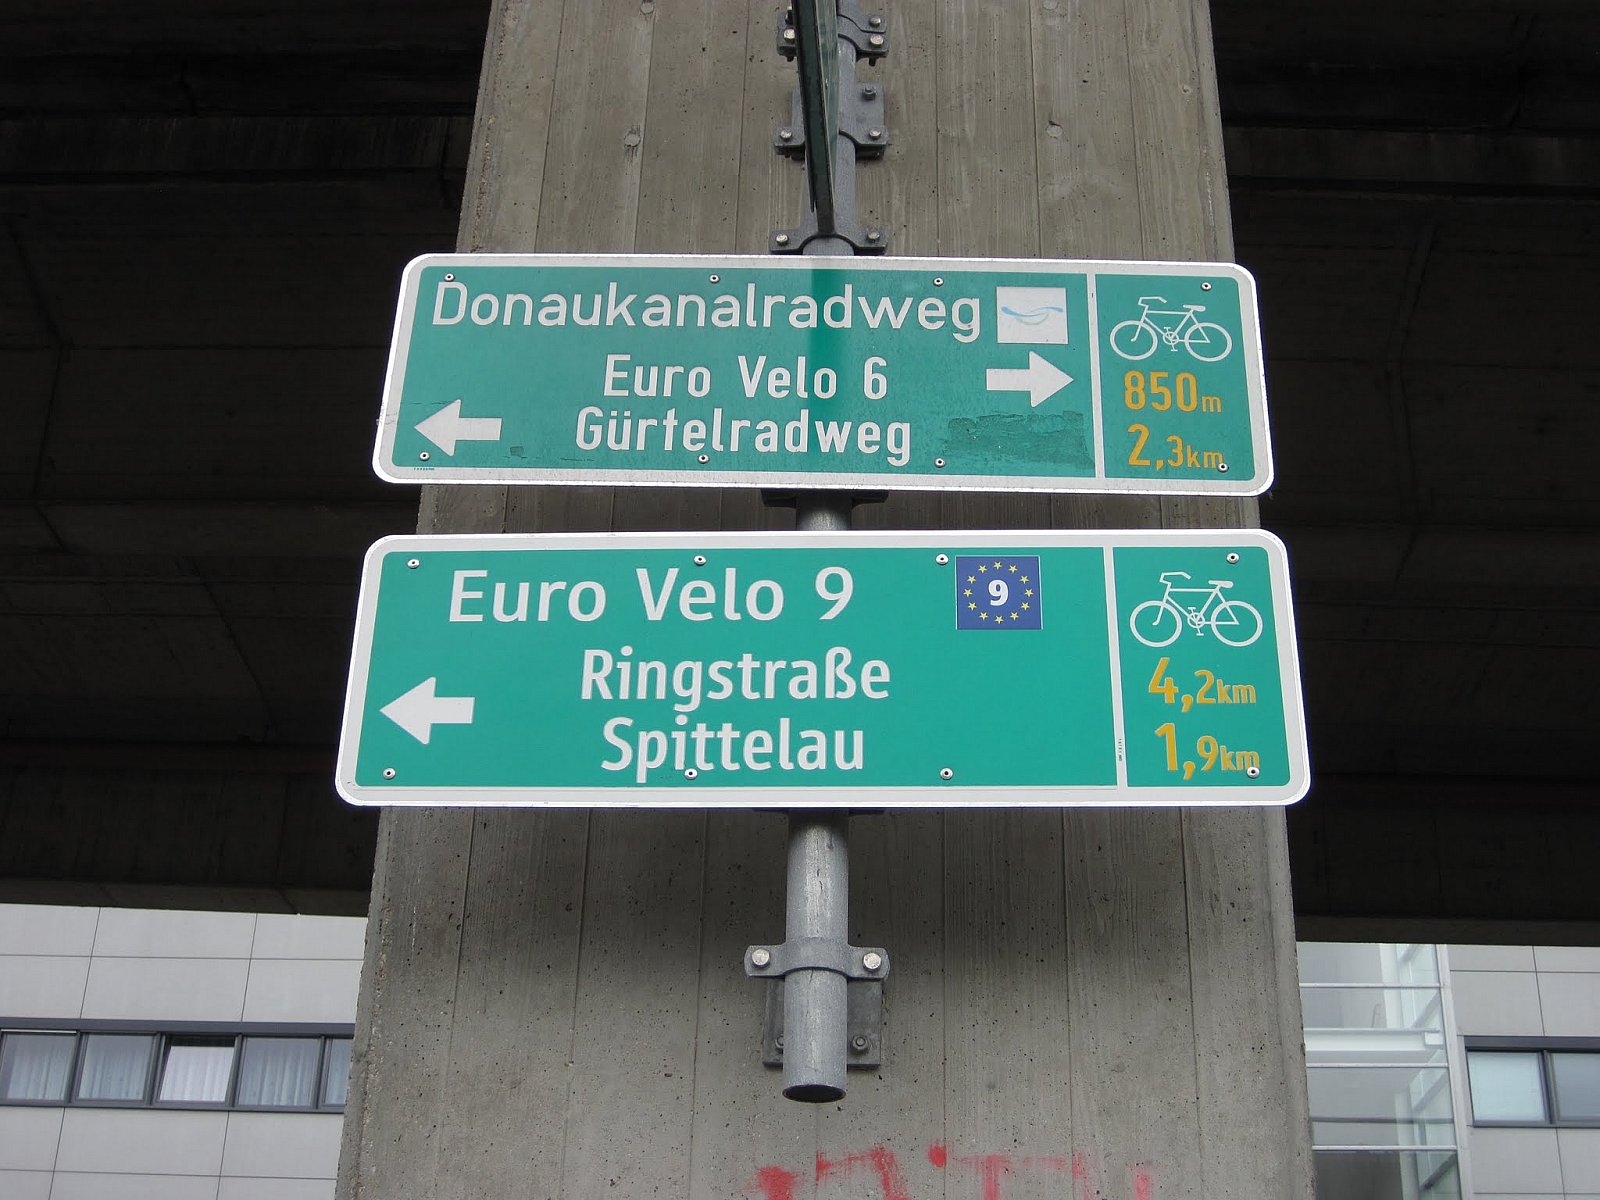 Donaukanalradweg
Euro Velo 6 850m
Gürtelradweg 2,3km
Euro Velo 9 9
Ringstraße 4,2km
Spittelau 1,9km